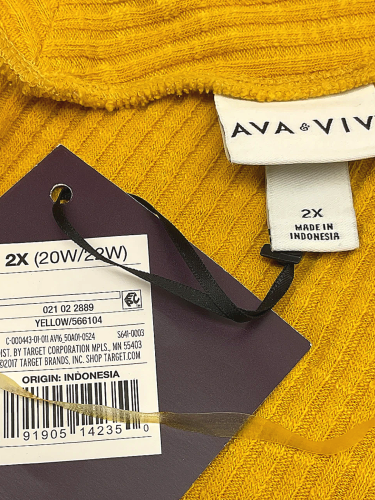 AVA & VIV
2X
MADE IN
INDONESIA
2X (20W/22W)
021 02 2889
YELLOW/566104
C-000443-01-011 AV16_50A01-0524 S641-0003
IST. BY TARGET CORPORATION MPLS., MN 55403
©2017 TARGET BRANDS, INC. SHOP TARGET.COM
ORIGIN: INDONESIA
91905 14235 0